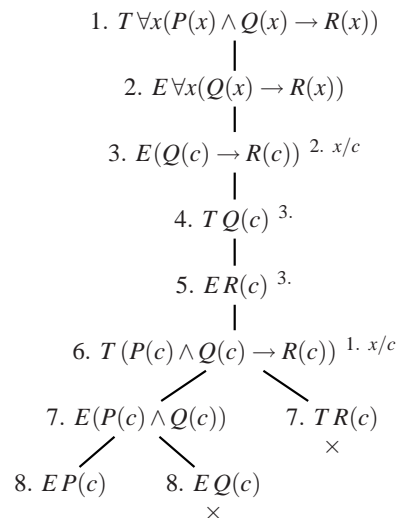 1. T ∀x(P(x) ∧ Q(x) → R(x))
2. E ∀x(Q(x) → R(x))
3. E(Q(c) → R(c)) 2. x/c
4. T Q(c) 3.
5. E R(c) 3.
6. T (P(c) ∧ Q(c) → R(c)) 1. x/c
7. E(P(c) ∧ Q(c)) 7. T R(c)
×
8. E P(c) 8. E Q(c)
×